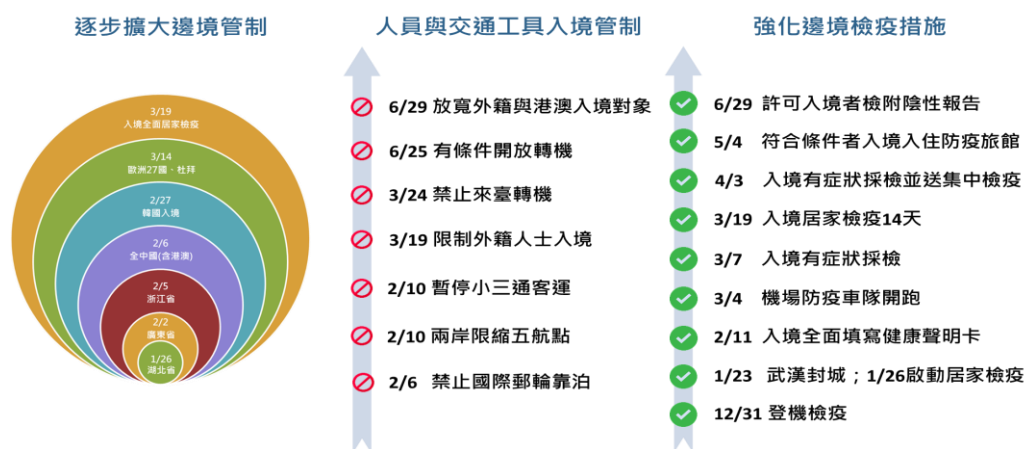 逐步擴大邊境管制
3/19
入境全面居家檢疫
3/14
歐洲27國、杜拜
2/27
韓國入境
2/6
全中國(含港澳)
2/5
浙江省
2/2
廣東省
1/26
湖北省
人員與交通工具入境管制
6/29 放寬外籍與港澳入境對象
6/25 有條件開放轉機
3/24 禁止來臺轉機
3/19 限制外籍人士入境
2/10 暫停小三通客運
2/10 兩岸限縮五航點
2/6 禁止國際郵輪靠泊
強化邊境檢疫措施
6/29 許可入境者檢附陰性報告
5/4 符合條件者入境入住防疫旅館
4/3 入境有症狀採檢並送集中檢疫
3/19 入境居家檢疫14天
3/7 入境有症狀採檢
3/4 機場防疫車隊開跑
2/11 入境全面填寫健康聲明卡
1/23 武漢封城；1/26啟動居家檢疫
12/31 登機檢疫